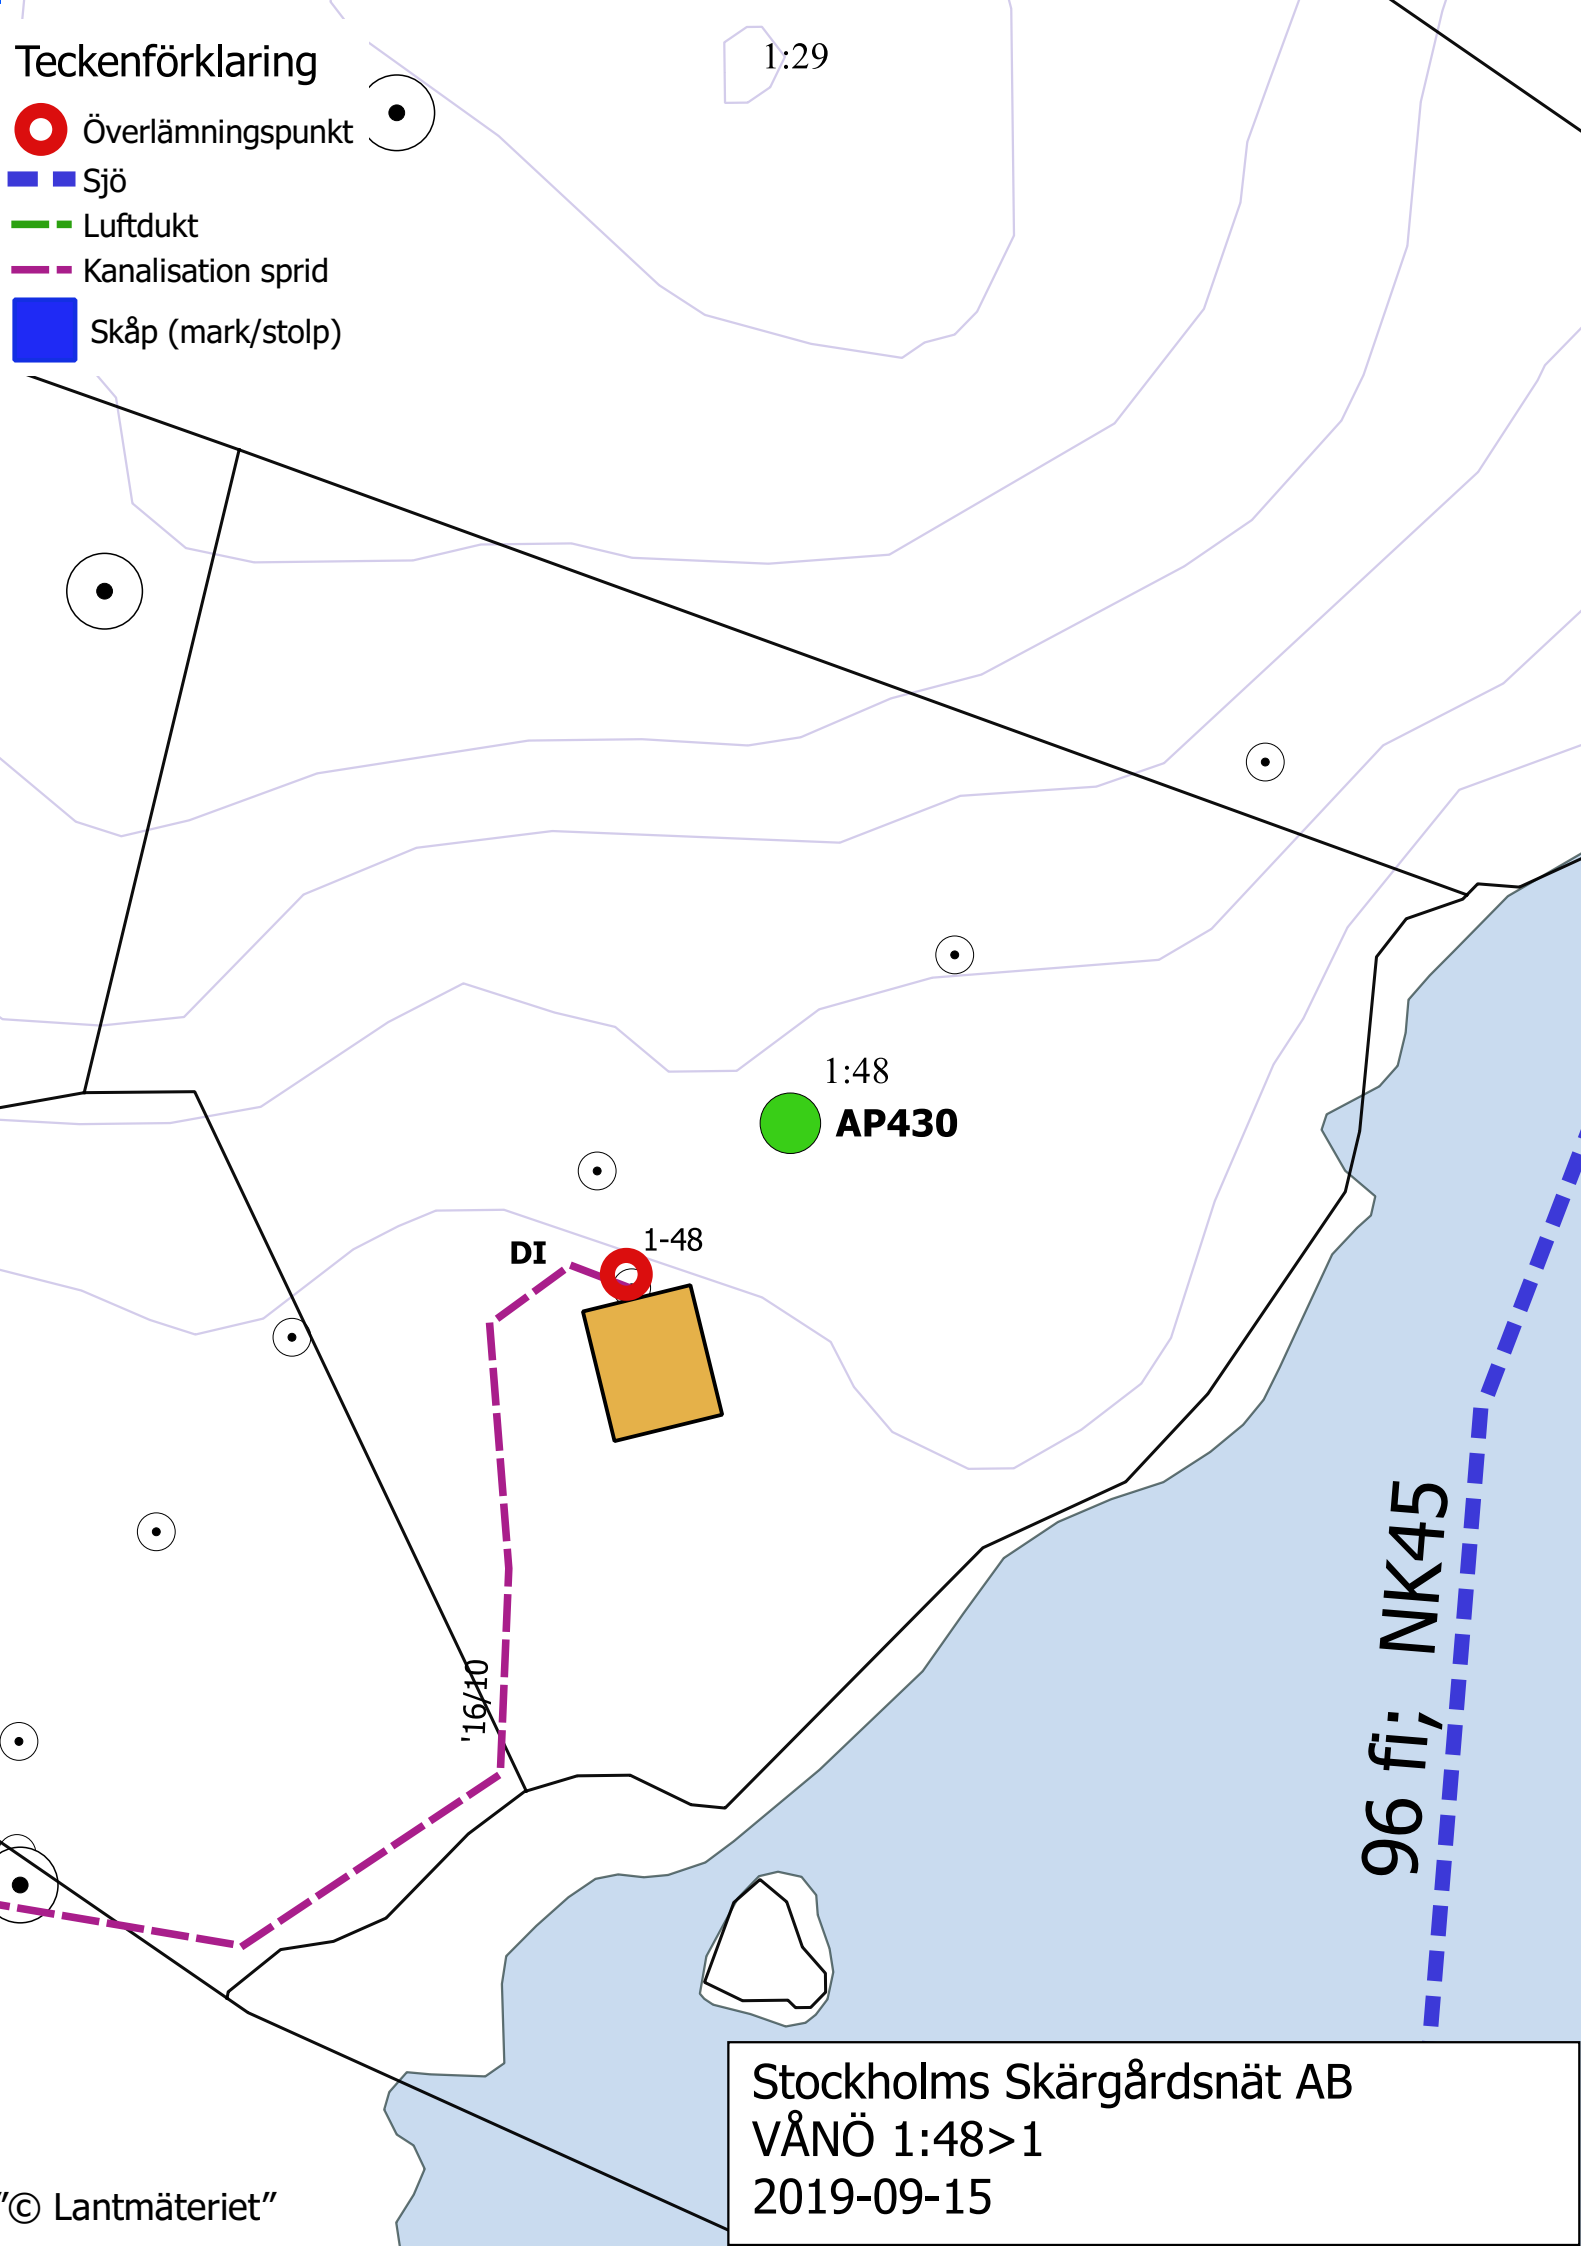 Teckenförklaring
Överlämningspunkt
Sjö
Luftdukt
Kanalisation sprid
Skåp (mark/stolp)
1:29
1:48
AP430
DI
1-48
'16/10
96 fi; NK45
Stockholms Skärgårdsnät AB
VÅNÖ 1:48>1
2019-09-15
"© Lantmäteriet"